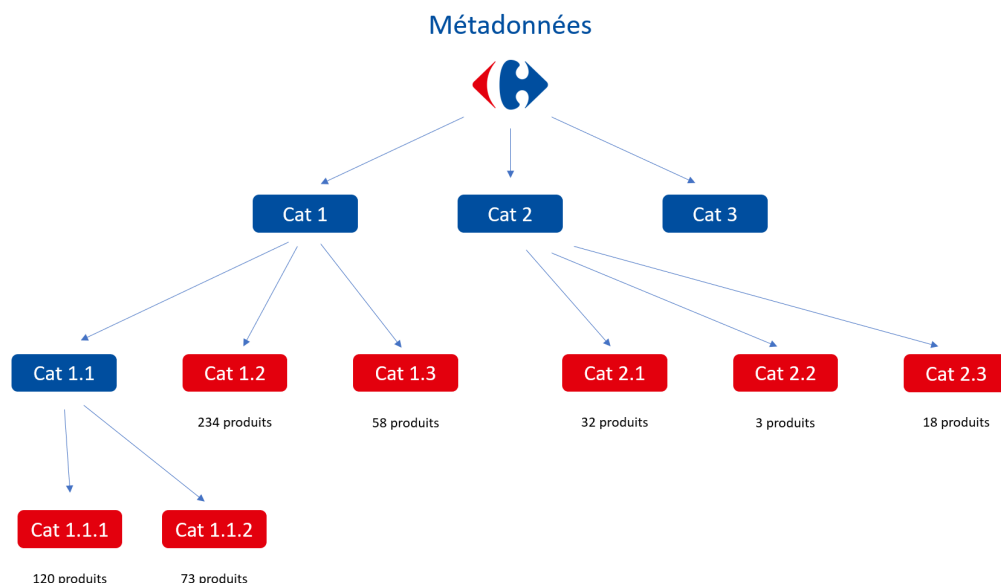 Métadonnées
Cat 1
Cat 2
Cat 3
Cat 1.1
Cat 1.2
Cat 1.3
Cat 2.1
Cat 2.2
Cat 2.3
234 produits
58 produits
32 produits
3 produits
18 produits
Cat 1.1.1
Cat 1.1.2
120 produits
73 produits